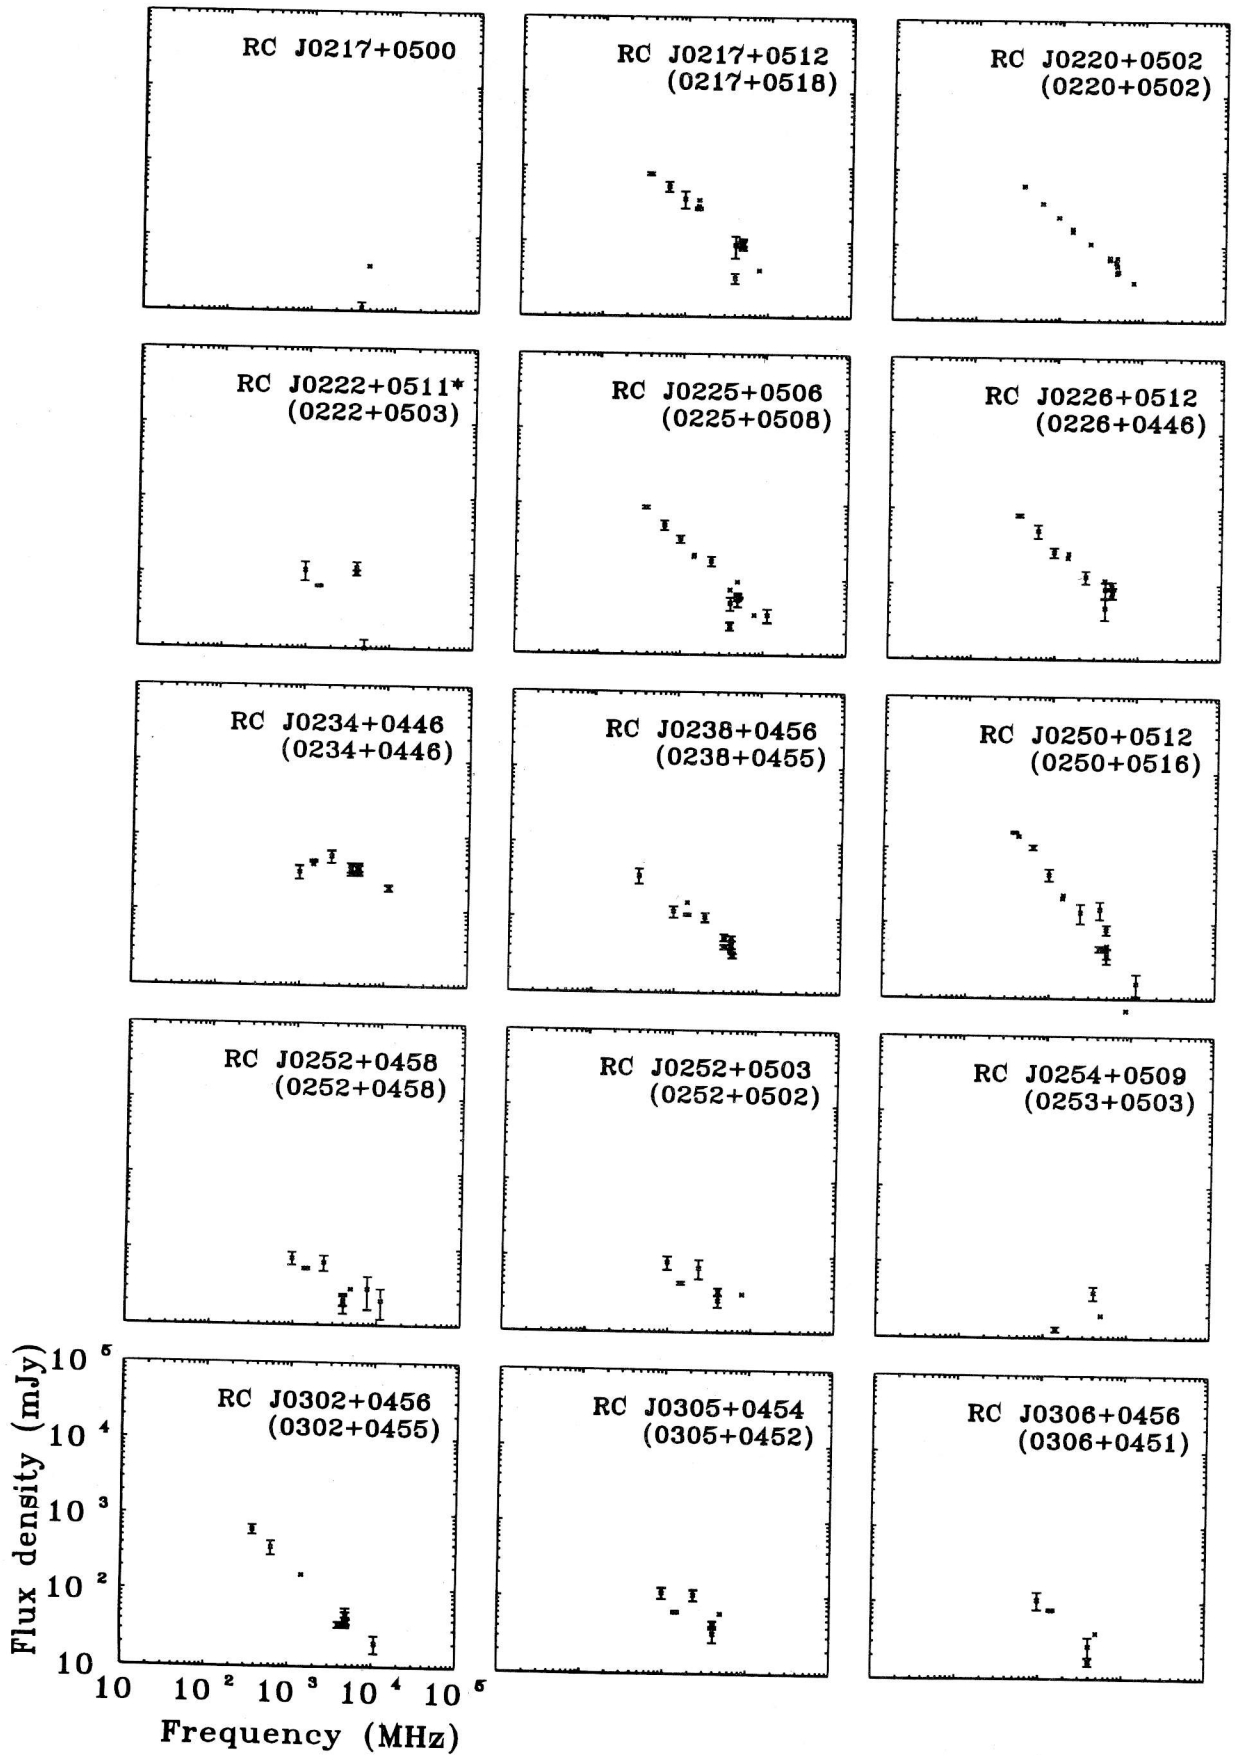 RC J0217+0500
RC J0217+0512
(0217+0518)
RC J0220+0502
(0220+0502)
RC J0222+0511*
(0222+0503)
RC J0225+0506
(0225+0508)
RC J0226+0512
(0226+0446)
RC J0234+0446
(0234+0446)
RC J0238+0456
(0238+0455)
RC J0250+0512
(0250+0516)
RC J0252+0458
(0252+0458)
RC J0252+0503
(0252+0502)
RC J0254+0509
(0253+0503)
RC J0302+0456
(0302+0455)
RC J0305+0454
(0305+0452)
RC J0306+0456
(0306+0451)
Flux density (mJy)
10 5
10 4
10 3
10 2
10
10 10 2 10 3 10 4 10 5
Frequency (MHz)